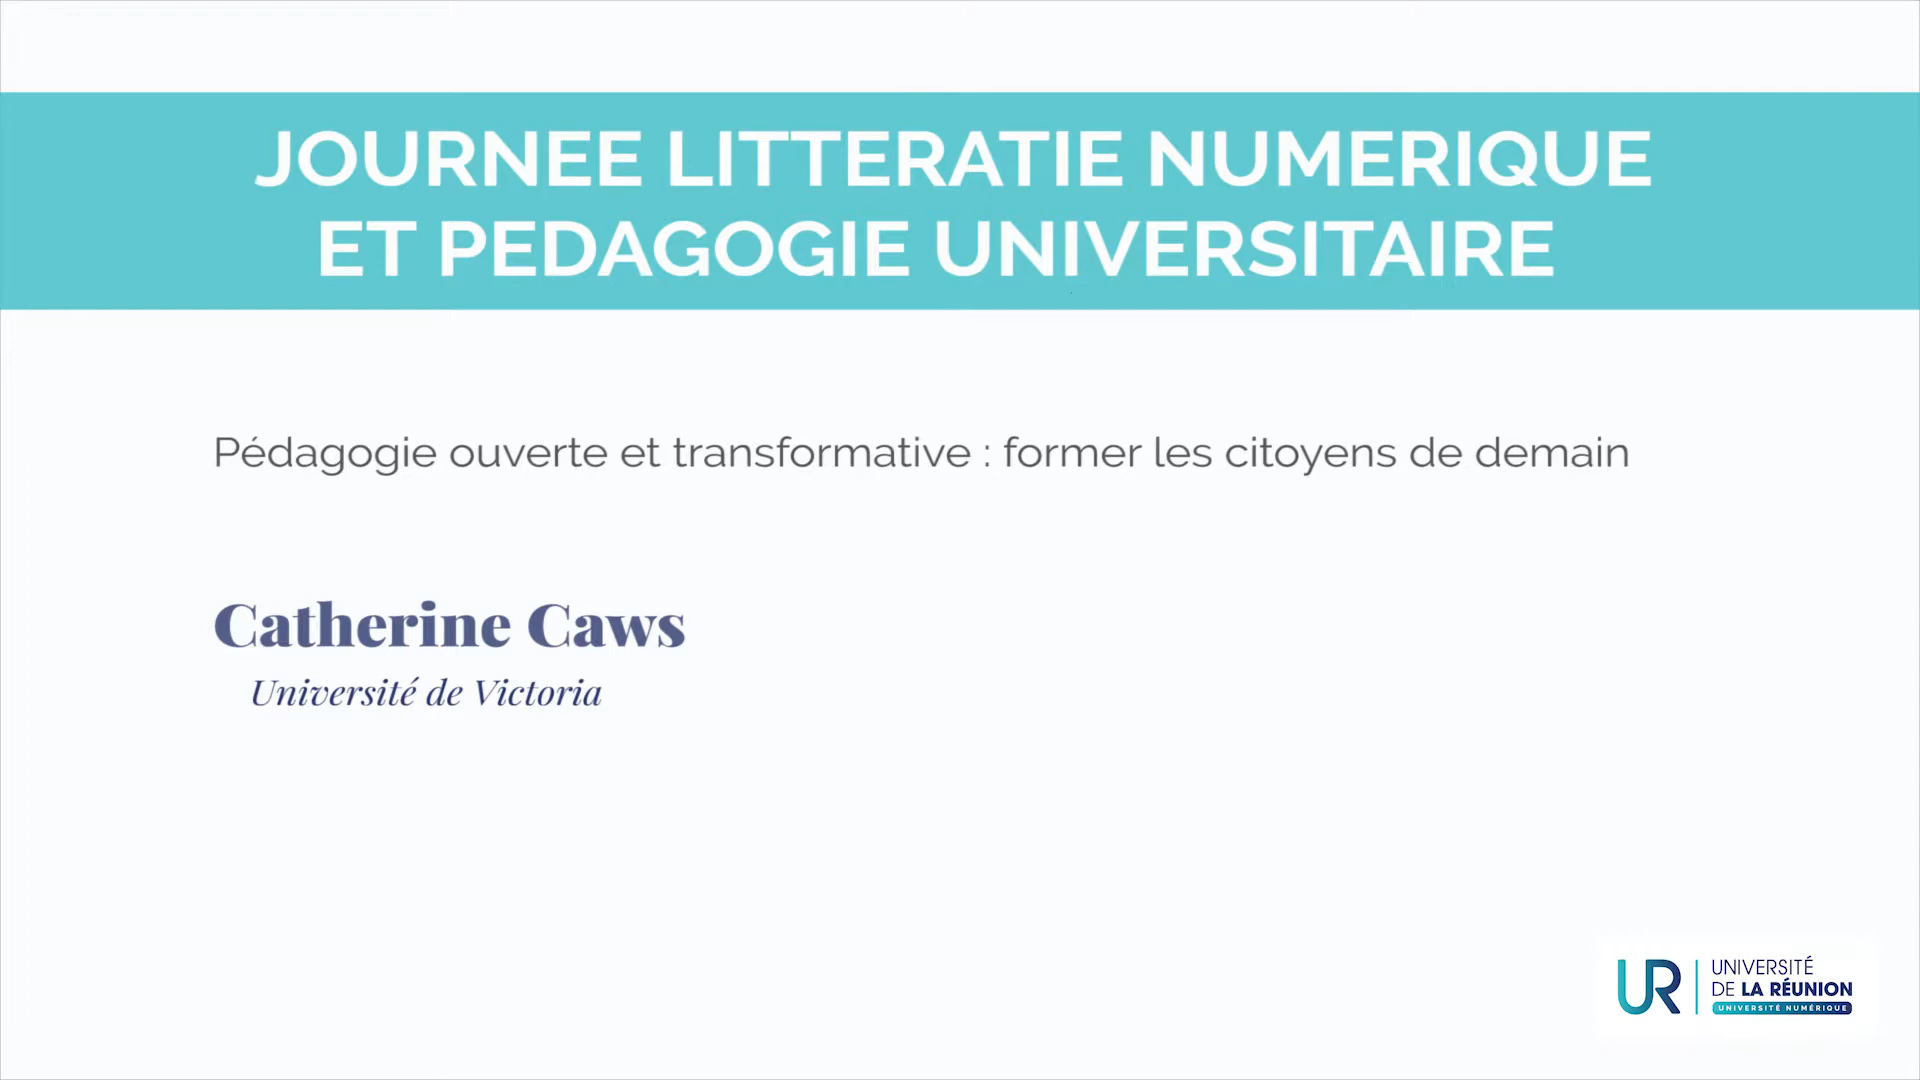 JOURNEE LITTERATIE NUMERIQUE
ET PEDAGOGIE UNIVERSITAIRE
Pédagogie ouverte et transformative : former les citoyens de demain
Catherine Caws
Université de Victoria
UR
UNIVERSITÉ
DE LA RÉUNION
UNIVERSITÉ NUMÉRIQUE